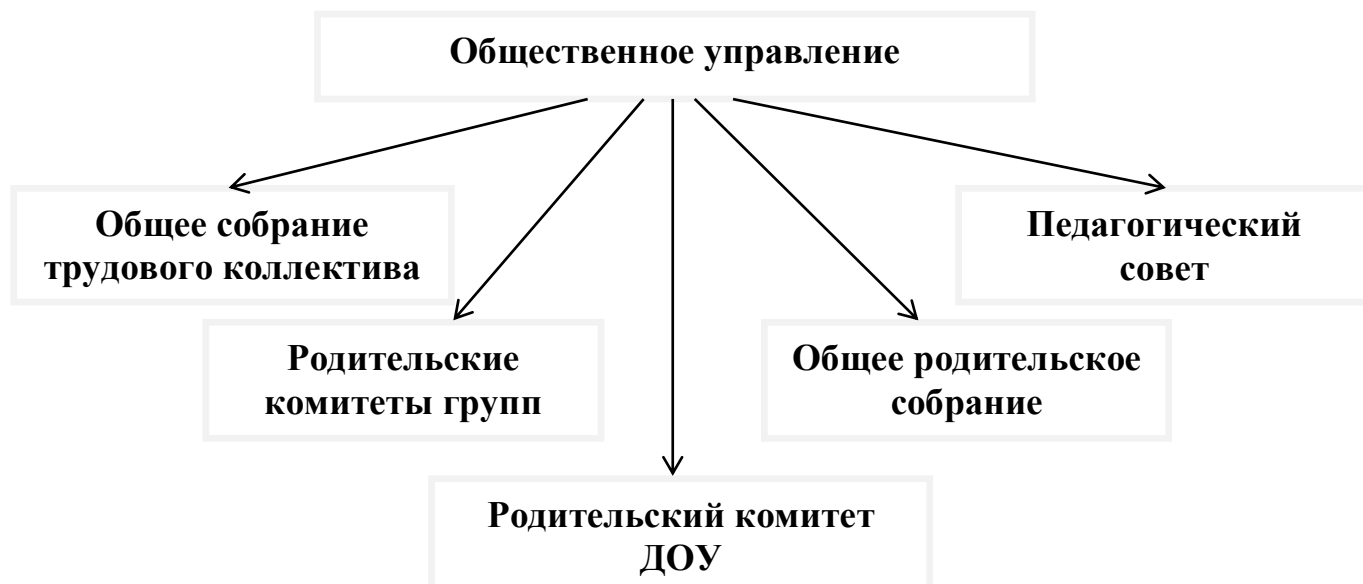 Общественное управление
Общее собрание
трудового коллектива
Педагогический
совет
Родительские
комитеты групп
Общее родительское
собрание
Родительский комитет
ДОУ